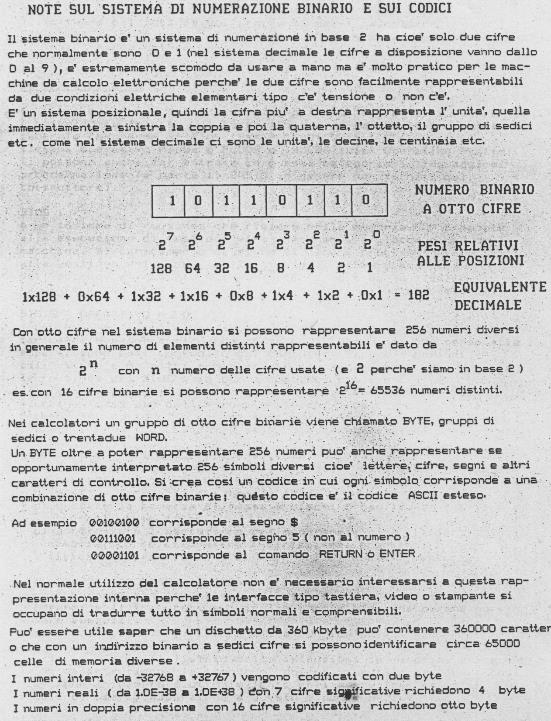 NOTE SUL SISTEMA DI NUMERAZIONE BINARIO E SUI CODICI
Il sistema binario e' un sistema di numerazione in base 2 ha cioe' solo due cifre
che normalmente sono 0 e 1 (nel sistema decimale le cifre a disposizione vanno dallo
0 al 9 ), e' estremamente scomodo da usare a mano ma e' molto pratico per le mac-
chine da calcolo elettroniche perche' le due cifre sono facilmente rappresentabili
da due condizioni elettriche elementari tipo c'e' tensione o non c'e'.
E' un sistema posizionale, quindi la cifra piu' a destra rappresenta l' unita', quella
immediatamente a sinistra la coppia e poi la quaterna, l' ottetto, il gruppo di sedici
etc. come nel sistema decimale ci sono le unita', le decine, le centinaia etc.
1 0 1 1 0 1 1 0 NUMERO BINARIO
A OTTO CIFRE
2^7 2^6 2^5 2^4 2^3 2^2 2^1 2^0 PESI RELATIVI
ALLE POSIZIONI
128 64 32 16 8 4 2 1
1x128 + 0x64 + 1x32 + 1x16 + 0x8 + 1x4 + 1x2 + 0x1 = 182 EQUIVALENTE
DECIMALE
Con otto cifre nel sistema binario si possono rappresentare 256 numeri diversi
in generale il numero di elementi distinti rappresentabili e' dato da
2^n con n numero delle cifre usate (e 2 perche' siamo in base 2 )
es. con 16 cifre binarie si possono rappresentare 2^16= 65536 numeri distinti.
Nei calcolatori un gruppo di otto cifre binarie viene chiamato BYTE, gruppi di
sedici o trentadue WORD.
Un BYTE oltre a poter rappresentare 256 numeri puo' anche rappresentare se
opportunamente interpretato 256 simboli diversi cioe' lettere, cifre, segni e altri
caratteri di controllo. Si crea cosi un codice in cui ogni simbolo corrisponde a una
combinazione di otto cifre binarie; questo codice e' il codice ASCII esteso.
Ad esempio 00100100 corrisponde al segno $
00111001 corrisponde al segno 5 ( non al numero )
00001101 corrisponde al comando RETURN o ENTER
Nel normale utilizzo del calcolatore non e' necessario interessarsi a questa rap-
presentazione interna perche' le interfacce tipo tastiera, video o stampante si
occupano di tradurre tutto in simboli normali e comprensibili.
Puo' essere utile saper che un dischetto da 360 kbyte puo' contenere 360000 caratter
o che con un indirizzo binario a sedici cifre si possono identificare circa 65000
celle di memoria diverse .
I numeri interi (da -32768 a +32767 ) vengono codificati con due byte
I numeri reali ( da 1.0E-38 a 1.0E+38 ) con 7 cifre significative richiedono 4 byte
I numeri in doppia precisione con 16 cifre significative richiedono otto byte